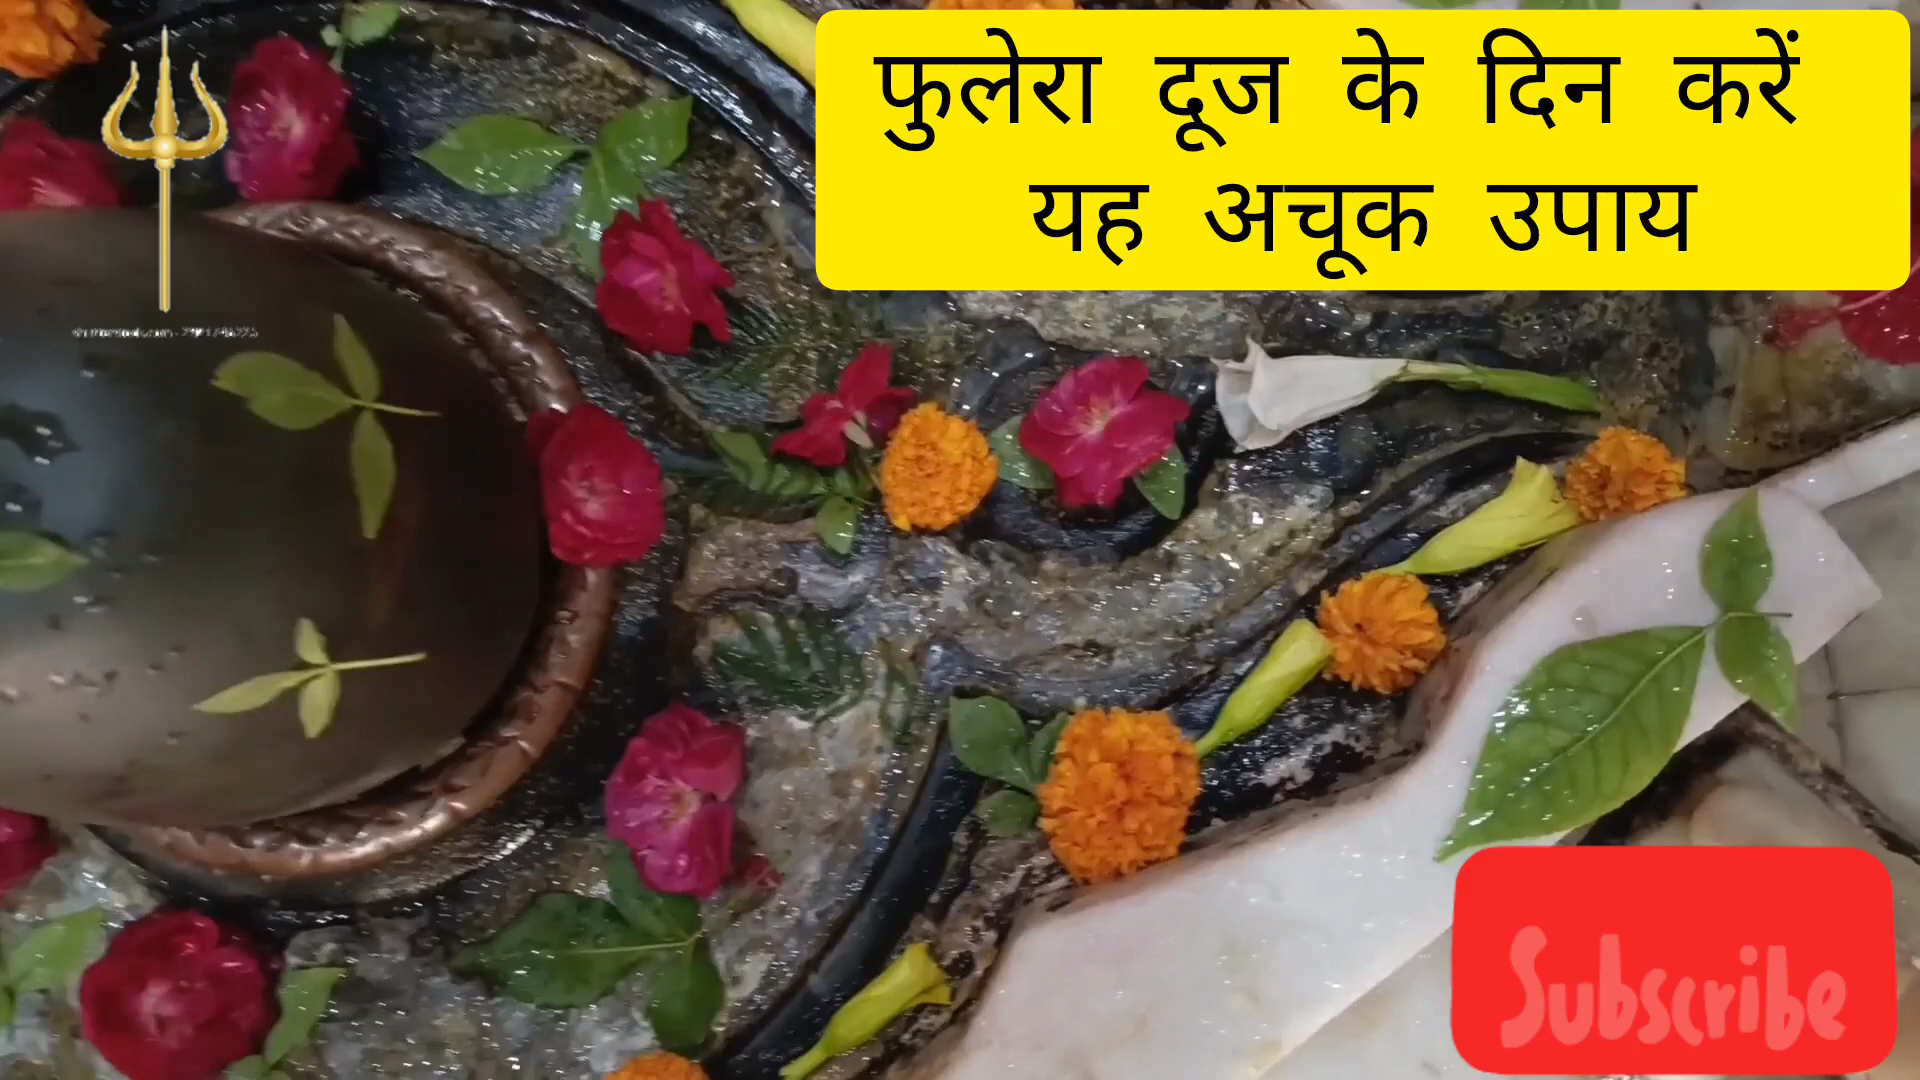 फुलेरा दूज के दिन करें
यह अचूक उपाय
Subscribe